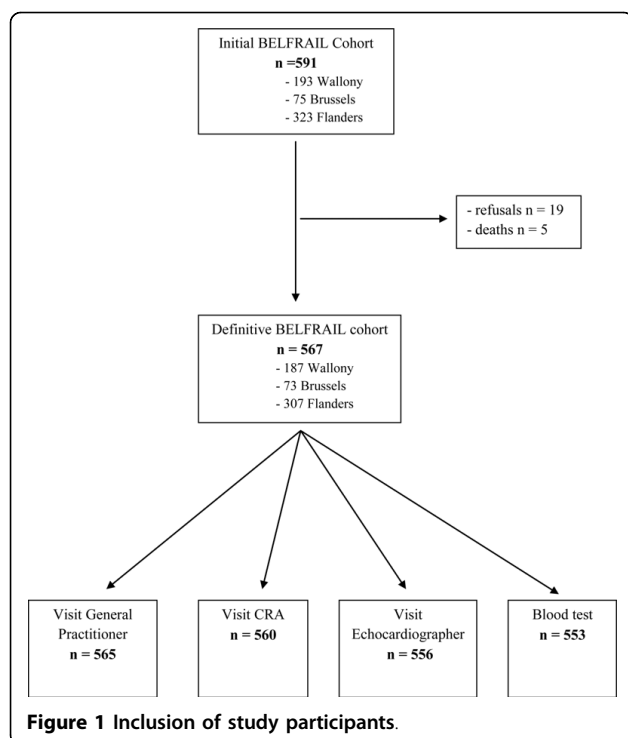 Initial BELFRAIL Cohort
n =591
- 193 Wallony
- 75 Brussels
- 323 Flanders
- refusals n = 19
- deaths n = 5
Definitive BELFRAIL cohort
n = 567
- 187 Wallony
- 73 Brussels
- 307 Flanders
Visit General
Practitioner
n = 565
Visit CRA
n = 560
Visit
Echocardiographer
n = 556
Blood test
n = 553
Figure 1 Inclusion of study participants.